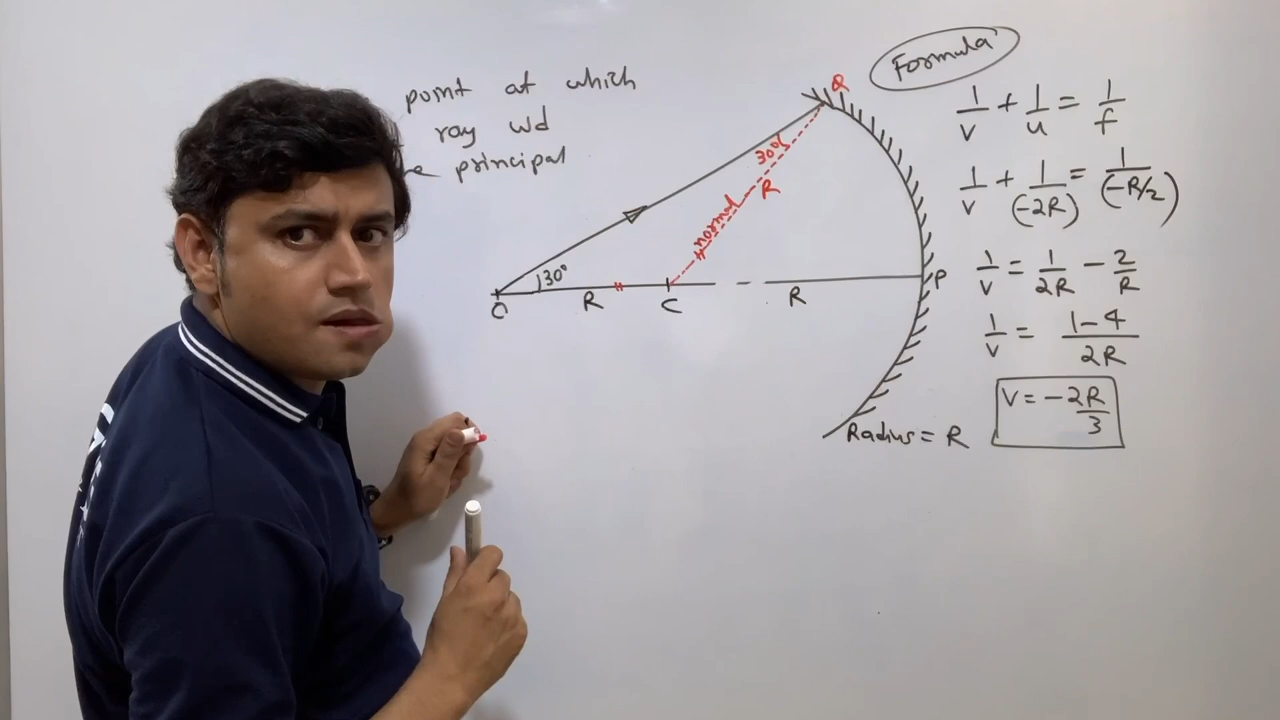 point at which
ray wd
principal
Q
30°
R
normal
30°
O
R
C
R
P
Radius = R
Formula
1/v + 1/u = 1/f
1/v + 1/(-2R) = 1/(-R/2)
1/v = 1/2R - 2/R
1/v = 1-4/2R
V = -2R/3